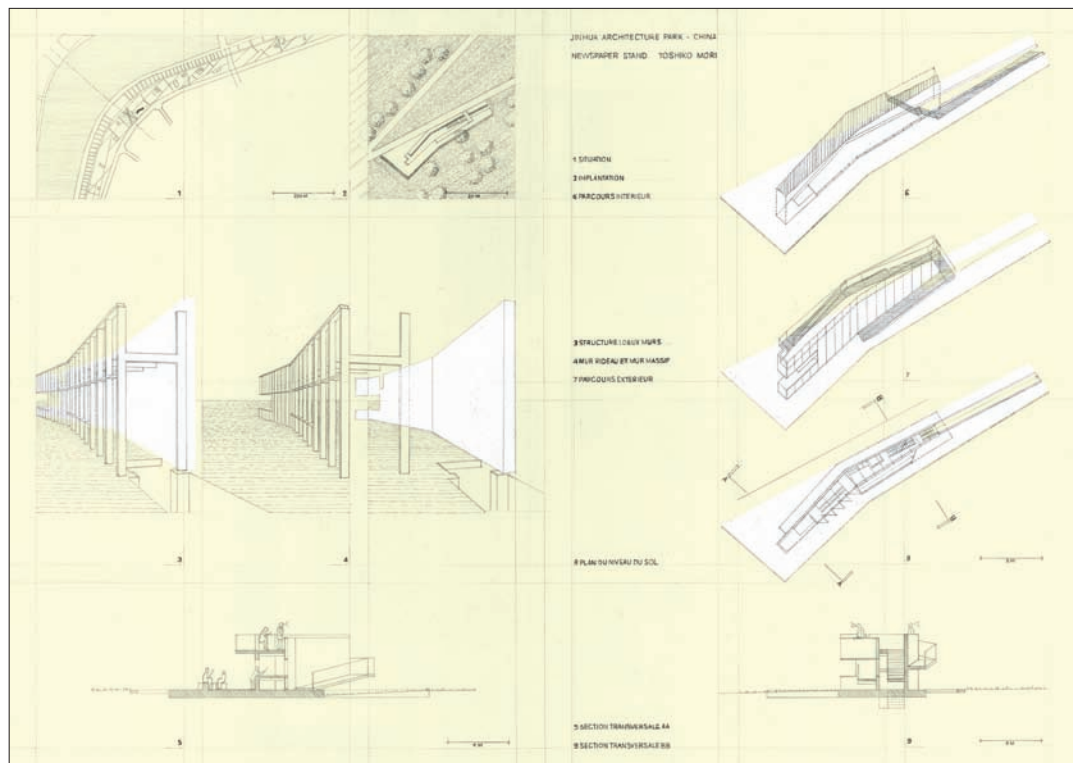 JINHUA ARCHITECTURE PARK - CHINA
NEWSPAPER STAND TOSHIKO MORI
1 SITUATION
2 IMPLANTATION
6 PARCOURS INTERIEUR
1
2
6
3 STRUCTURE
4 MUR RIDEAU ET MUR MASSIF
7 PARCOURS EXTERIEUR
7
3
4
8 PLAN DU NIVEAU DU SOL
8
5
5 SECTION TRANSVERSALE AA
9 SECTION TRANSVERSALE BB
9